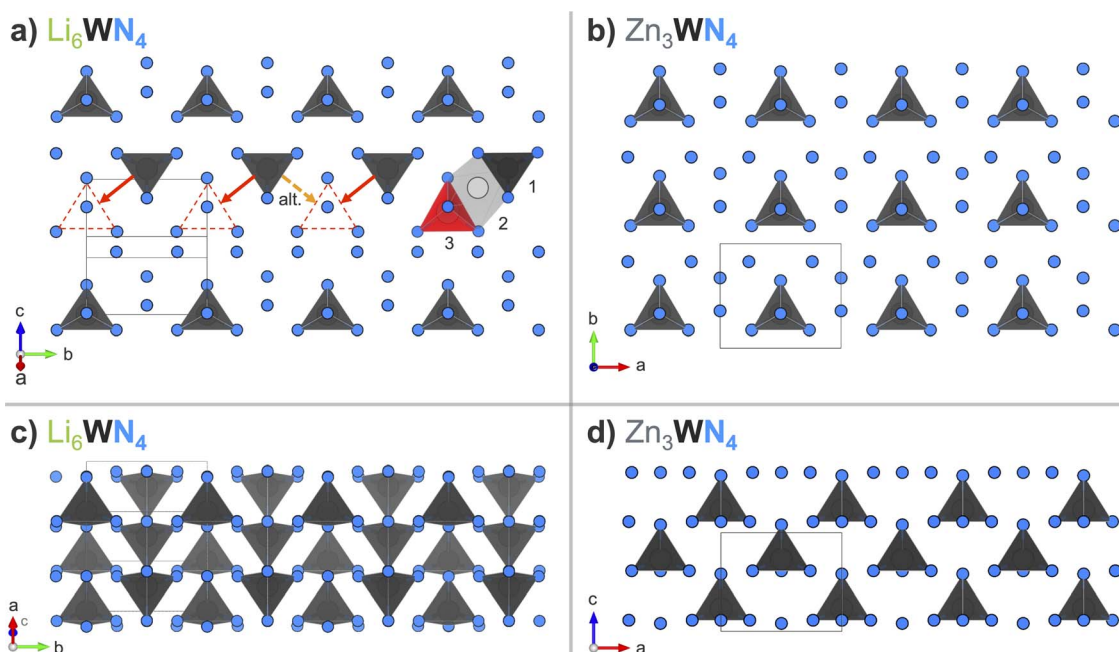 a) Li₆WN₄
alt.
1
2
3
c
b
a
b) Zn₃WN₄
b
a
c) Li₆WN₄
a
c
b
d) Zn₃WN₄
c
a